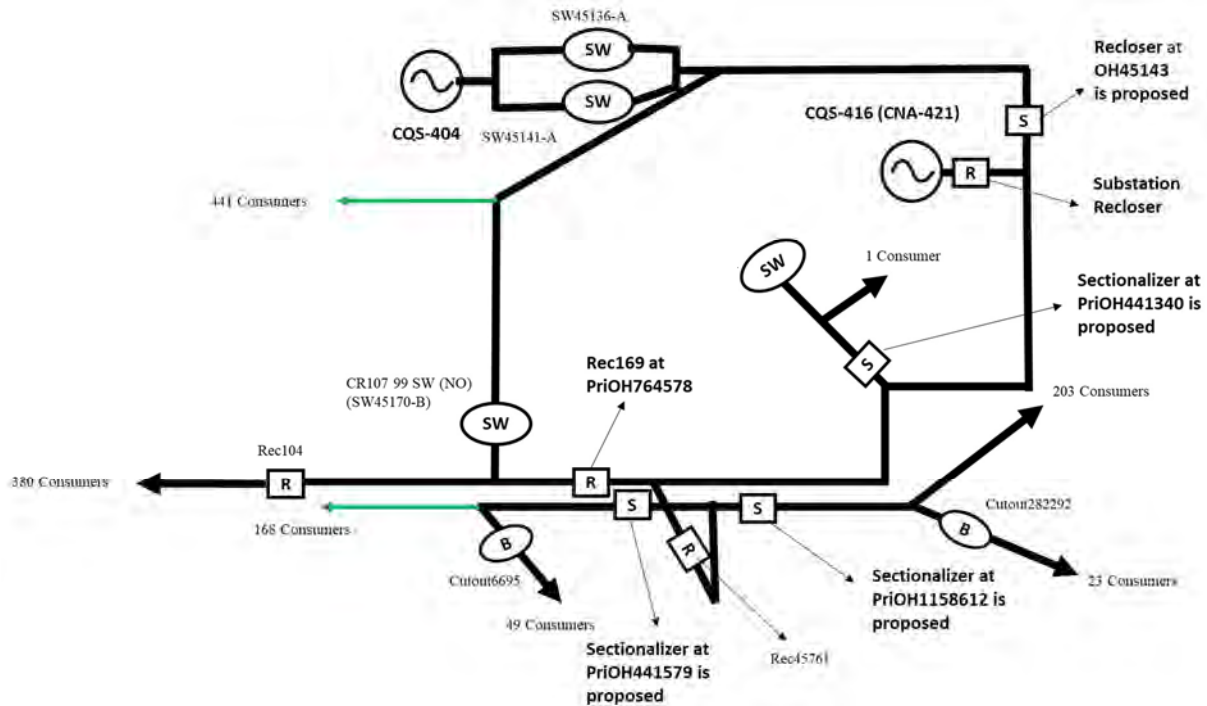 SW45136-A
SW
SW
CQS-404
SW45141-A
Recloser at
OH45143
is proposed
CQS-416 (CNA-421)
S
R
Substation
Recloser
441 Consumers
SW
1 Consumer
Sectionalizer at
PriOH441340 is
proposed
S
Rec169 at
PriOH764578
CR107 99 SW (NO)
(SW45170-B)
SW
203 Consumers
Rec104
R
R
380 Consumers
168 Consumers
S
S
Cutout282292
B
B
R
Cutout6695
49 Consumers
Sectionalizer at
PriOH441579 is
proposed
Rec45761
Sectionalizer at
PriOH1158612 is
proposed
23 Consumers